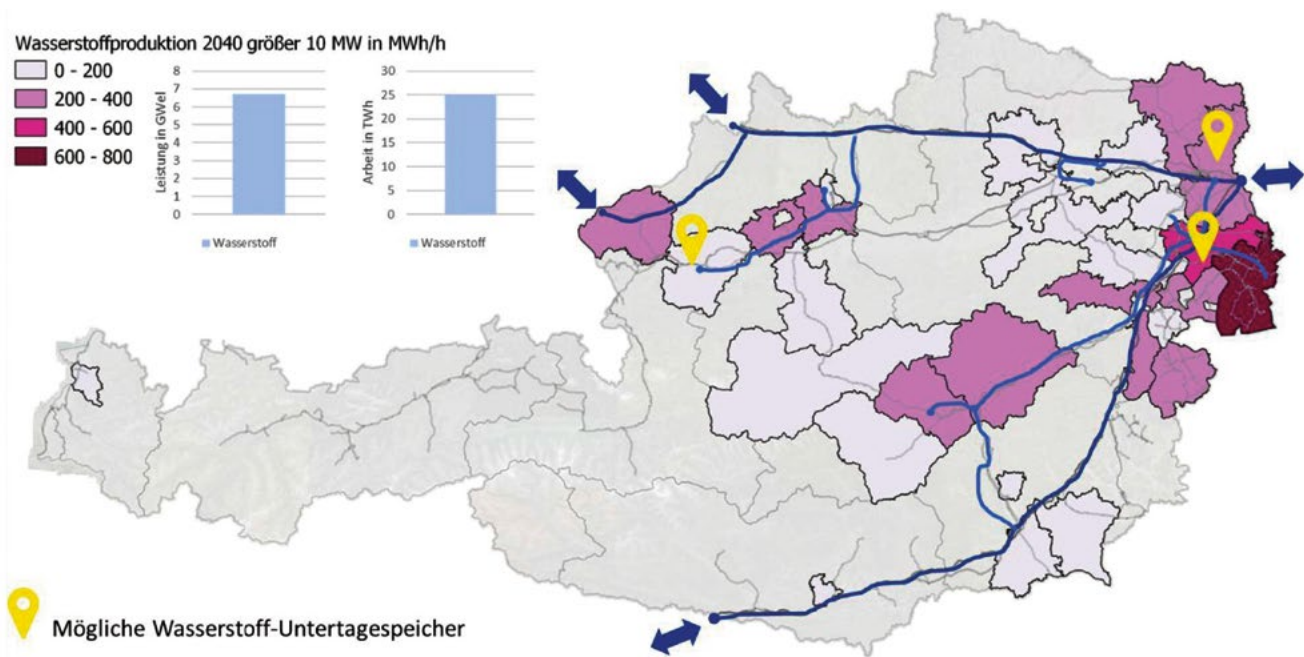 Wasserstoffproduktion 2040 größer 10 MW in MWh/h
0 - 200
200 - 400
400 - 600
600 - 800
Leistung in GWel
8
7
6
5
4
3
2
1
0
Wasserstoff
Arbeit in TWh
30
25
20
15
10
5
0
Wasserstoff
Mögliche Wasserstoff-Untertagespeicher